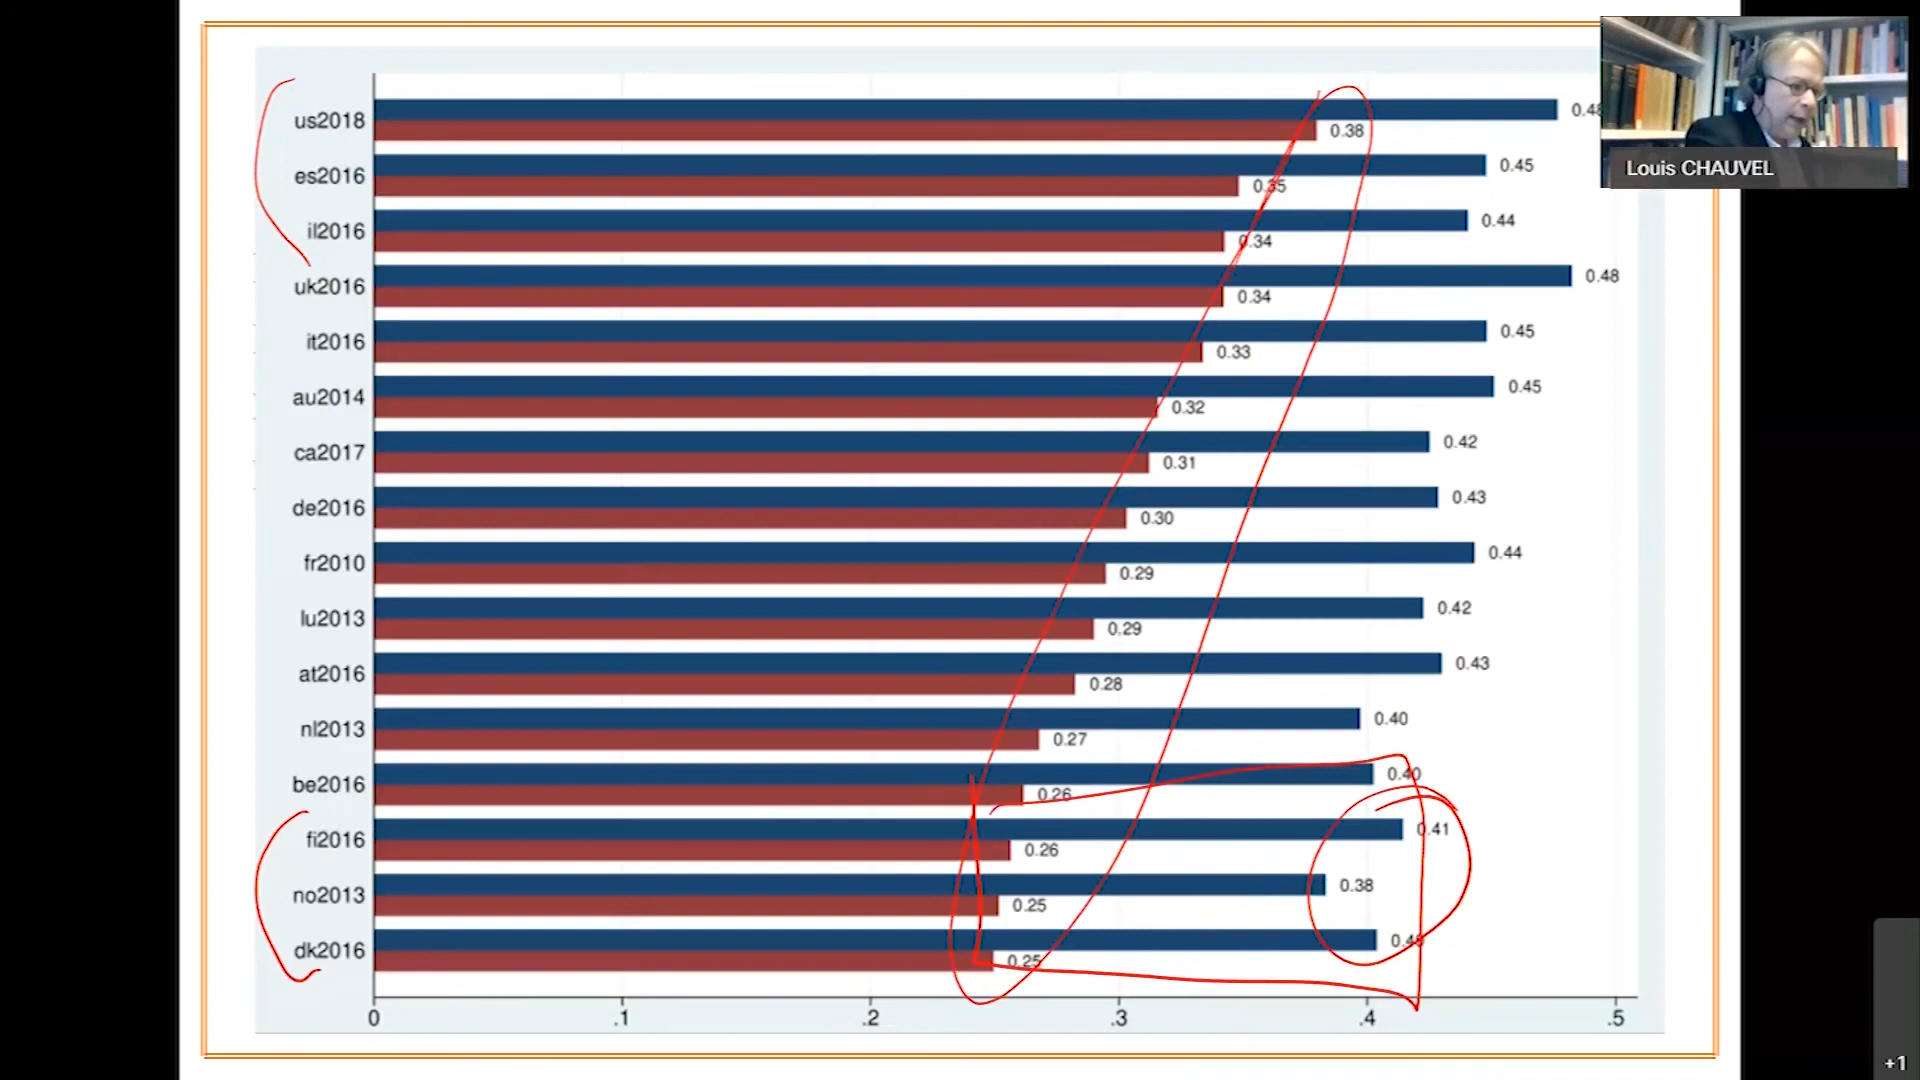 us2018 0.48
0.38
Louis CHAUVEL
es2016 0.45
0.35
il2016 0.44
0.34
uk2016 0.48
0.34
it2016 0.45
0.33
au2014 0.45
0.32
ca2017 0.42
0.31
de2016 0.43
0.30
fr2010 0.44
0.29
lu2013 0.42
0.29
at2016 0.43
0.28
nl2013 0.40
0.27
be2016 0.40
0.26
fi2016 0.41
0.26
no2013 0.38
0.25
dk2016
0.25
0 .1 .2 .3 .4 .5
+1